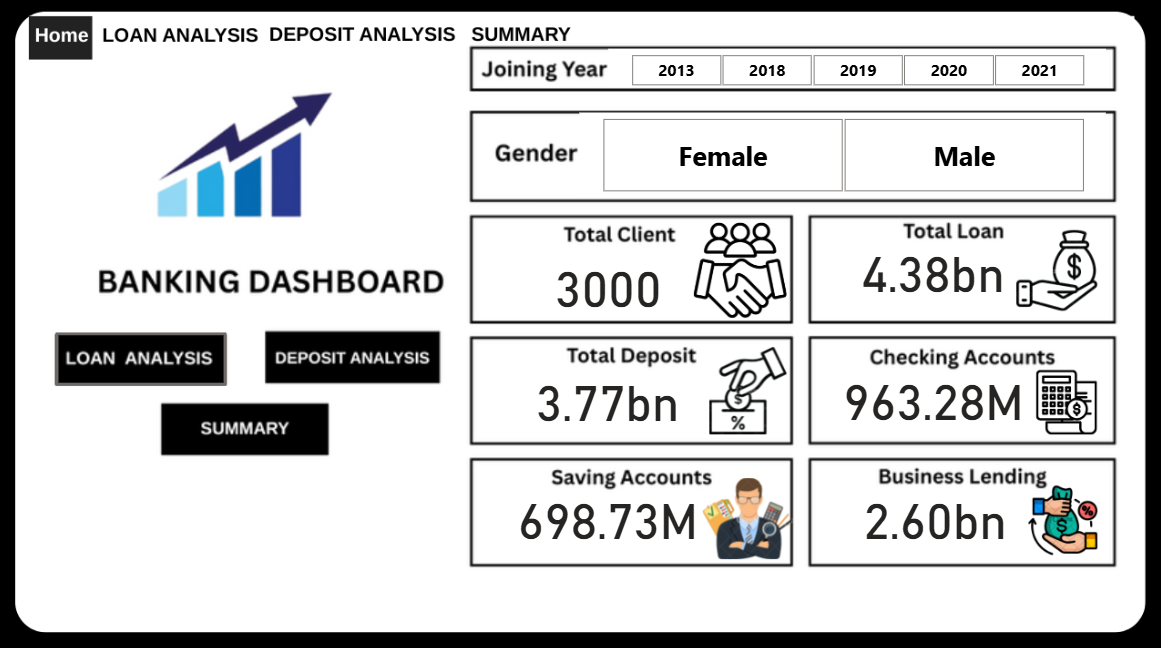 Home LOAN ANALYSIS DEPOSIT ANALYSIS SUMMARY
Joining Year 2013 2018 2019 2020 2021
Gender Female Male
BANKING DASHBOARD
LOAN ANALYSIS DEPOSIT ANALYSIS
SUMMARY
Total Client
3000
Total Loan
4.38bn
$
Total Deposit
3.77bn
$
%
Checking Accounts
963.28M
$
Saving Accounts
698.73M
Business Lending
2.60bn
%
$